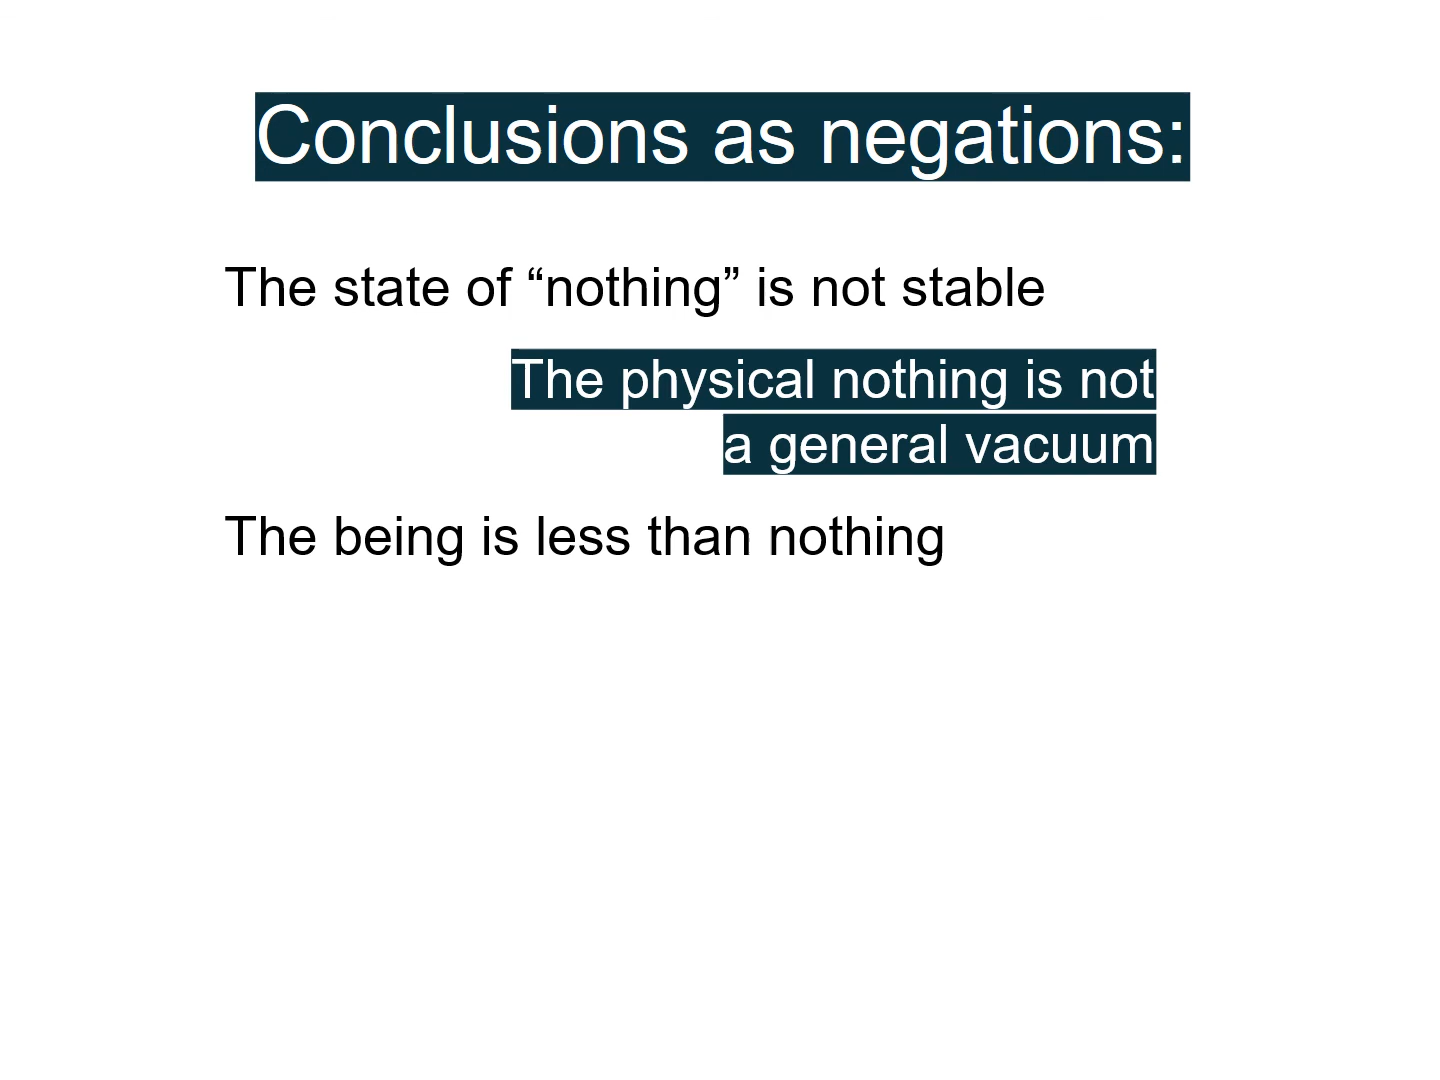 Conclusions as negations:
The state of “nothing” is not stable
The physical nothing is not
a general vacuum
The being is less than nothing